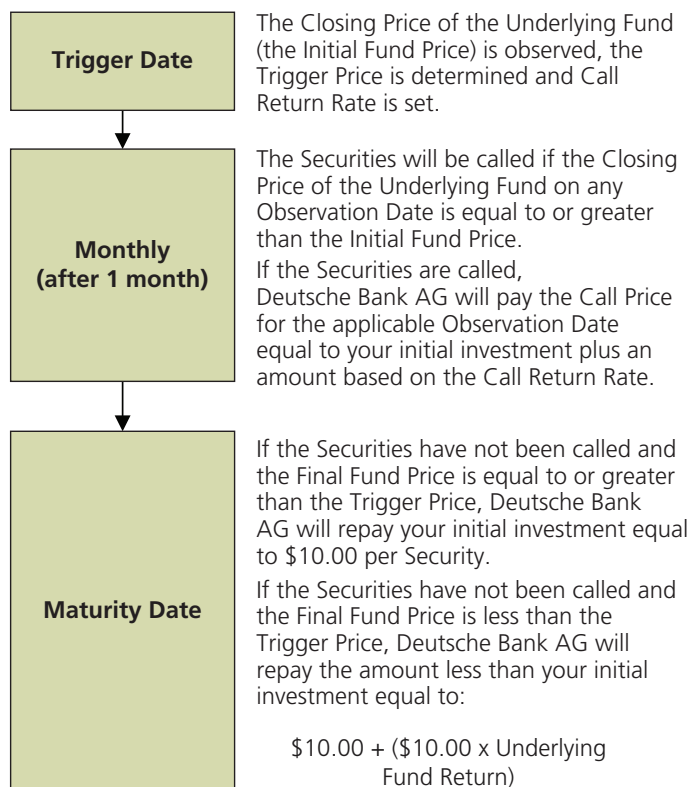 Trigger Date
The Closing Price of the Underlying Fund
(the Initial Fund Price) is observed, the
Trigger Price is determined and Call
Return Rate is set.
Monthly
(after 1 month)
The Securities will be called if the Closing
Price of the Underlying Fund on any
Observation Date is equal to or greater
than the Initial Fund Price.
If the Securities are called,
Deutsche Bank AG will pay the Call Price
for the applicable Observation Date
equal to your initial investment plus an
amount based on the Call Return Rate.
Maturity Date
If the Securities have not been called and
the Final Fund Price is equal to or greater
than the Trigger Price, Deutsche Bank
AG will repay your initial investment equal
to $10.00 per Security.
If the Securities have not been called and
the Final Fund Price is less than the
Trigger Price, Deutsche Bank AG will
repay the amount less than your initial
investment equal to:
$10.00 + ($10.00 x Underlying
Fund Return)